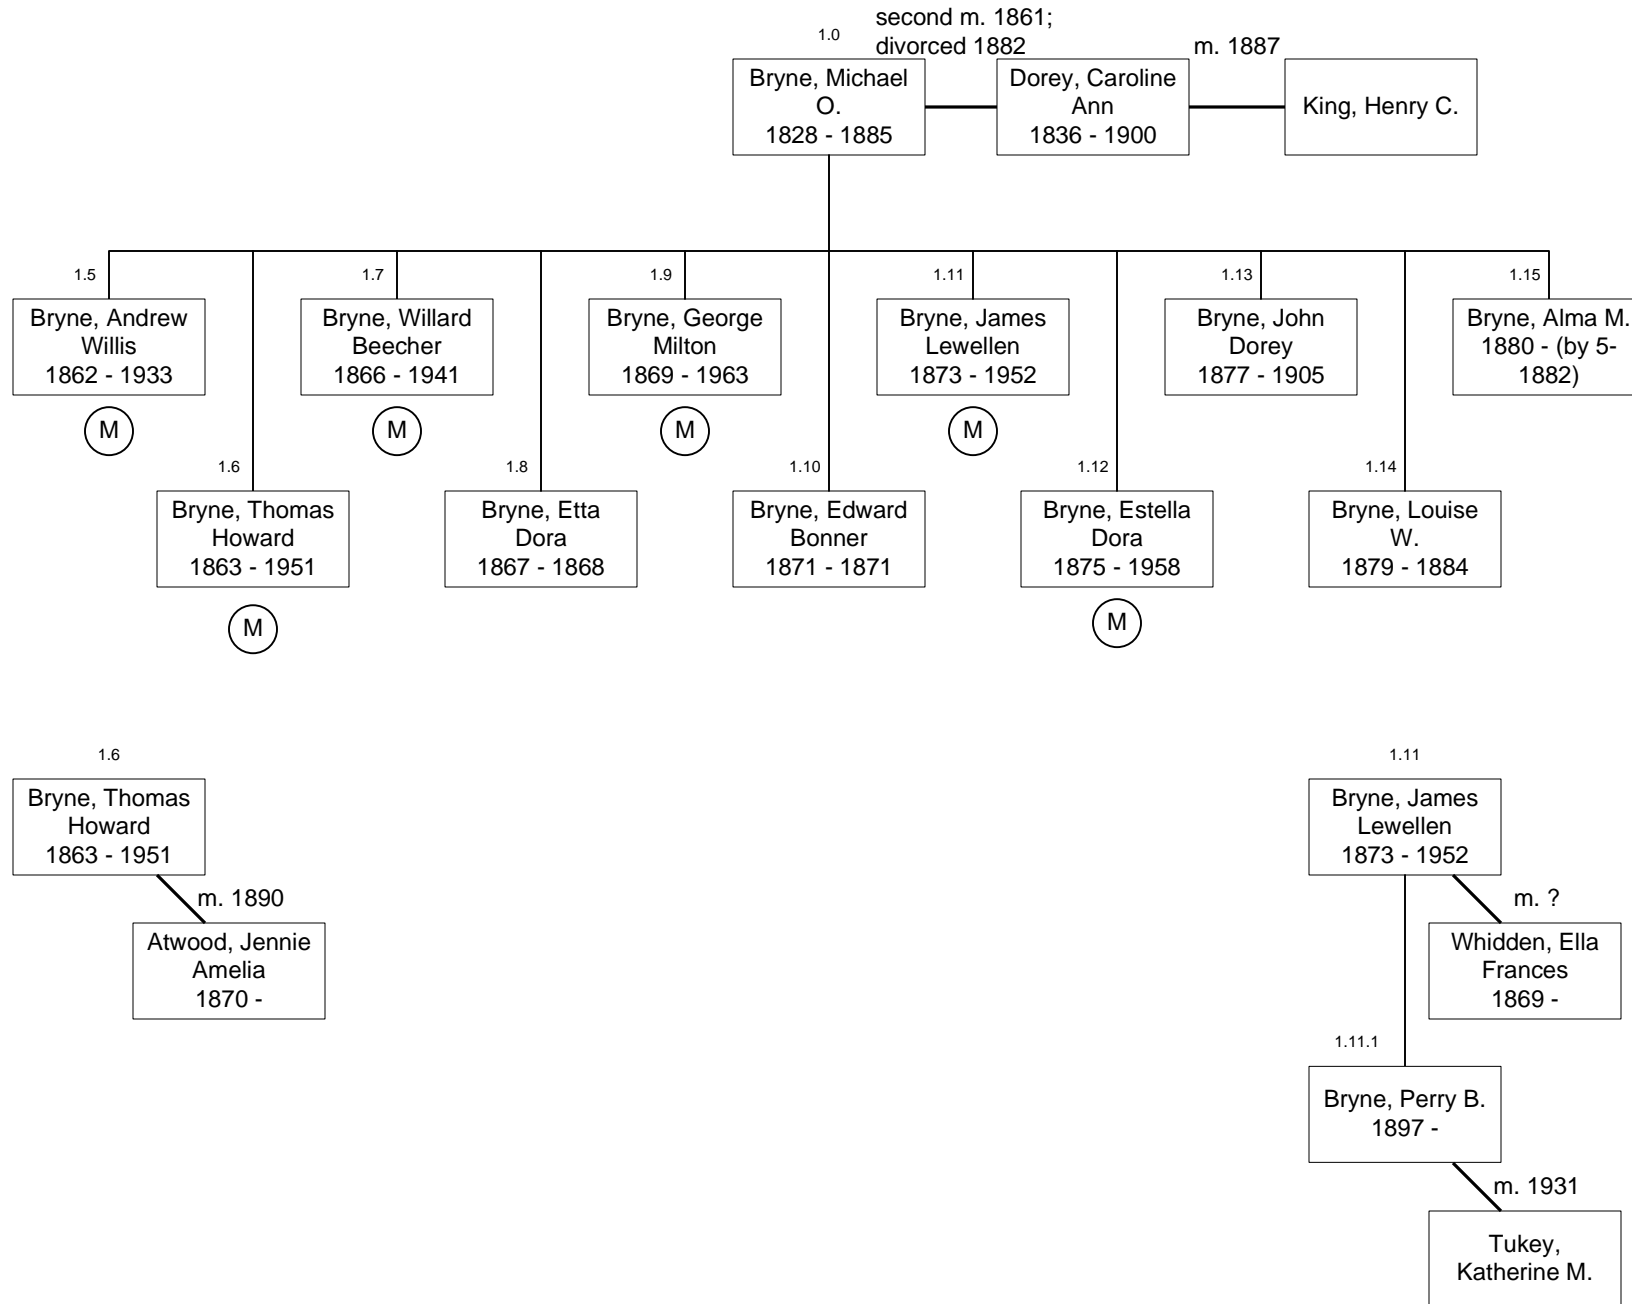 second m. 1861;
1.0
divorced 1882
m. 1887
Bryne, Michael
O.
1828 - 1885
Dorey, Caroline
Ann
1836 - 1900
King, Henry C.
1.5
Bryne, Andrew
Willis
1862 - 1933
M
1.7
Bryne, Willard
Beecher
1866 - 1941
M
1.9
Bryne, George
Milton
1869 - 1963
M
1.11
Bryne, James
Lewellen
1873 - 1952
M
1.13
Bryne, John
Dorey
1877 - 1905
1.15
Bryne, Alma M.
1880 - (by 5-
1882)
1.6
Bryne, Thomas
Howard
1863 - 1951
M
1.8
Bryne, Etta
Dora
1867 - 1868
1.10
Bryne, Edward
Bonner
1871 - 1871
1.12
Bryne, Estella
Dora
1875 - 1958
M
1.14
Bryne, Louise
W.
1879 - 1884
1.6
Bryne, Thomas
Howard
1863 - 1951
m. 1890
Atwood, Jennie
Amelia
1870 -
1.11
Bryne, James
Lewellen
1873 - 1952
m. ?
Whidden, Ella
Frances
1869 -
1.11.1
Bryne, Perry B.
1897 -
m. 1931
Tukey,
Katherine M.